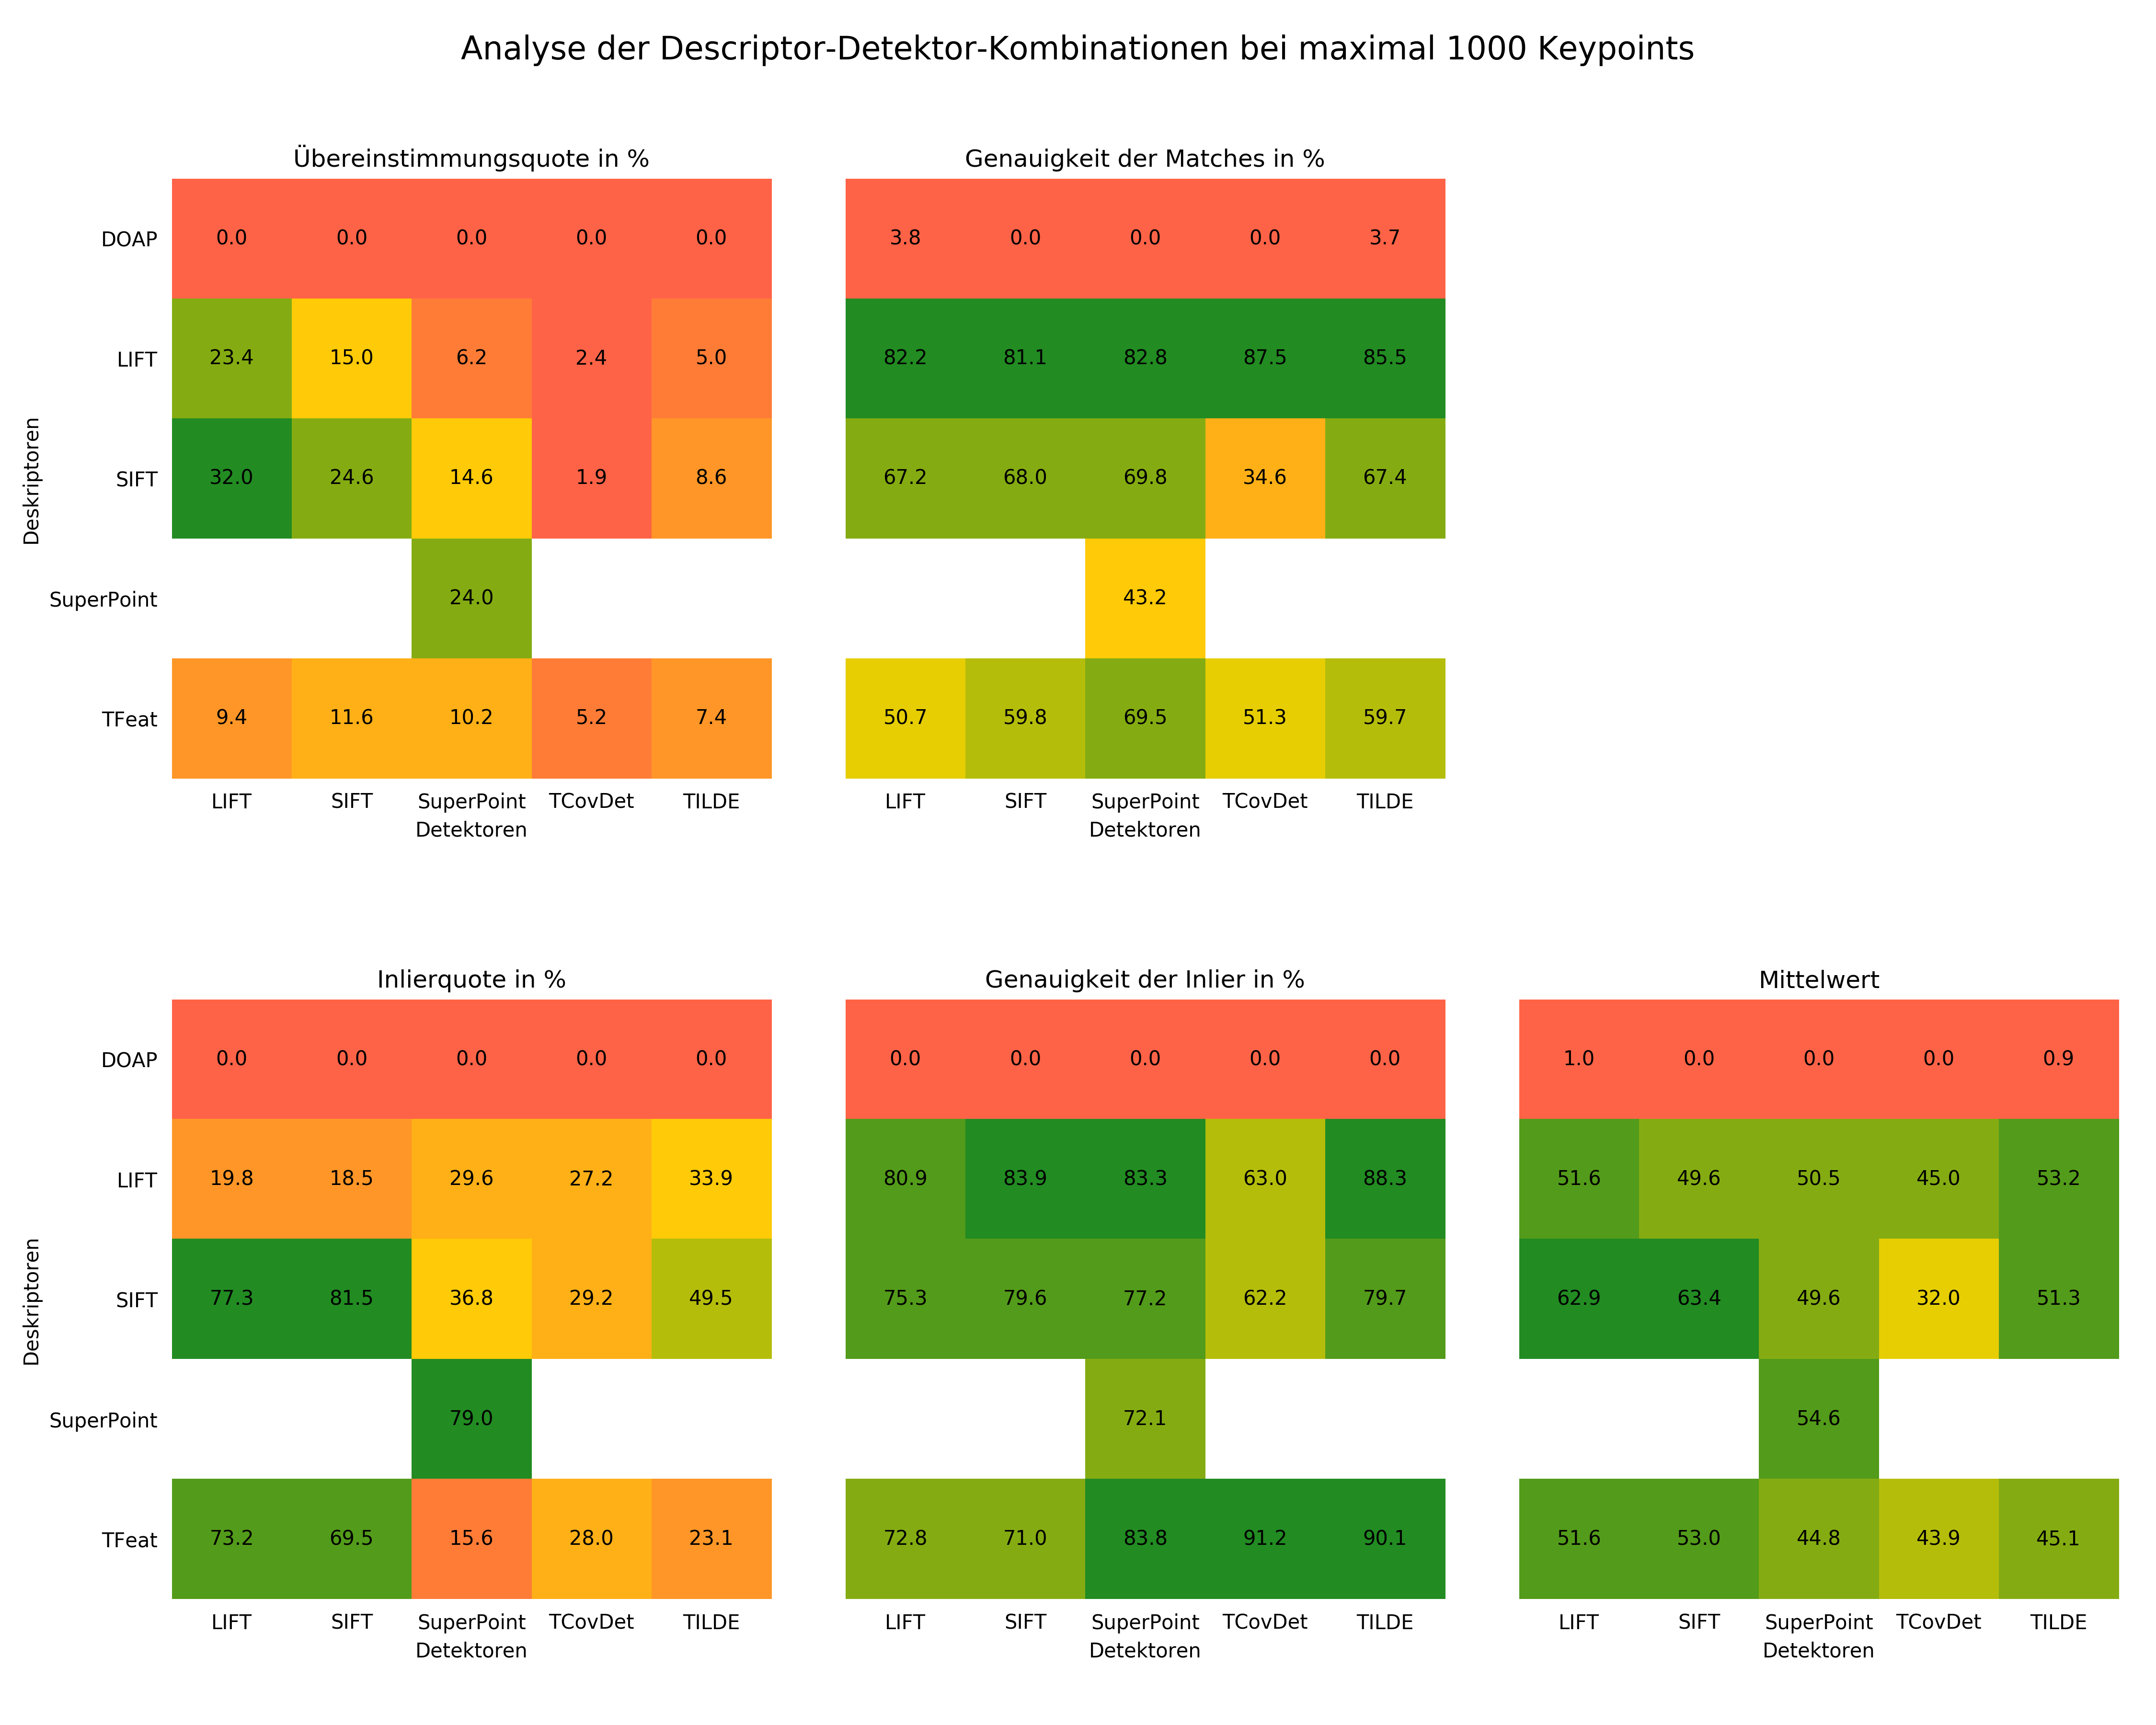 Analyse der Descriptor-Detektor-Kombinationen bei maximal 1000 Keypoints
Übereinstimmungsquote in %
Deskriptoren
DOAP 0.0 0.0 0.0 0.0 0.0
LIFT 23.4 15.0 6.2 2.4 5.0
SIFT 32.0 24.6 14.6 1.9 8.6
SuperPoint 24.0
TFeat 9.4 11.6 10.2 5.2 7.4
LIFT SIFT SuperPoint TCovDet TILDE
Detektoren
Genauigkeit der Matches in %
3.8 0.0 0.0 0.0 3.7
82.2 81.1 82.8 87.5 85.5
67.2 68.0 69.8 34.6 67.4
43.2
50.7 59.8 69.5 51.3 59.7
LIFT SIFT SuperPoint TCovDet TILDE
Detektoren
Inlierquote in %
Deskriptoren
DOAP 0.0 0.0 0.0 0.0 0.0
LIFT 19.8 18.5 29.6 27.2 33.9
SIFT 77.3 81.5 36.8 29.2 49.5
SuperPoint 79.0
TFeat 73.2 69.5 15.6 28.0 23.1
LIFT SIFT SuperPoint TCovDet TILDE
Detektoren
Genauigkeit der Inlier in %
0.0 0.0 0.0 0.0 0.0
80.9 83.9 83.3 63.0 88.3
75.3 79.6 77.2 62.2 79.7
72.1
72.8 71.0 83.8 91.2 90.1
LIFT SIFT SuperPoint TCovDet TILDE
Detektoren
Mittelwert
1.0 0.0 0.0 0.0 0.9
51.6 49.6 50.5 45.0 53.2
62.9 63.4 49.6 32.0 51.3
54.6
51.6 53.0 44.8 43.9 45.1
LIFT SIFT SuperPoint TCovDet TILDE
Detektoren